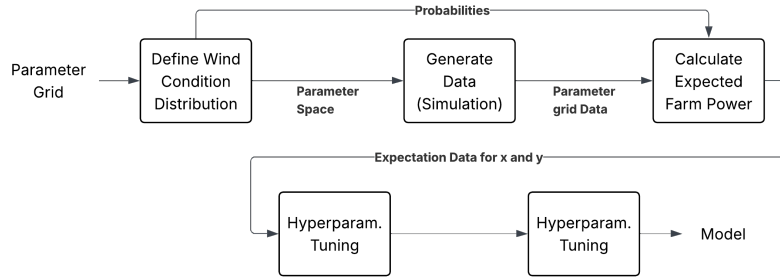 Probabilities
Parameter
Grid
Define Wind
Condition
Distribution
Parameter
Space
Generate
Data
(Simulation)
Parameter
grid Data
Calculate
Expected
Farm Power
Expectation Data for x and y
Hyperparam.
Tuning
Hyperparam.
Tuning
Model